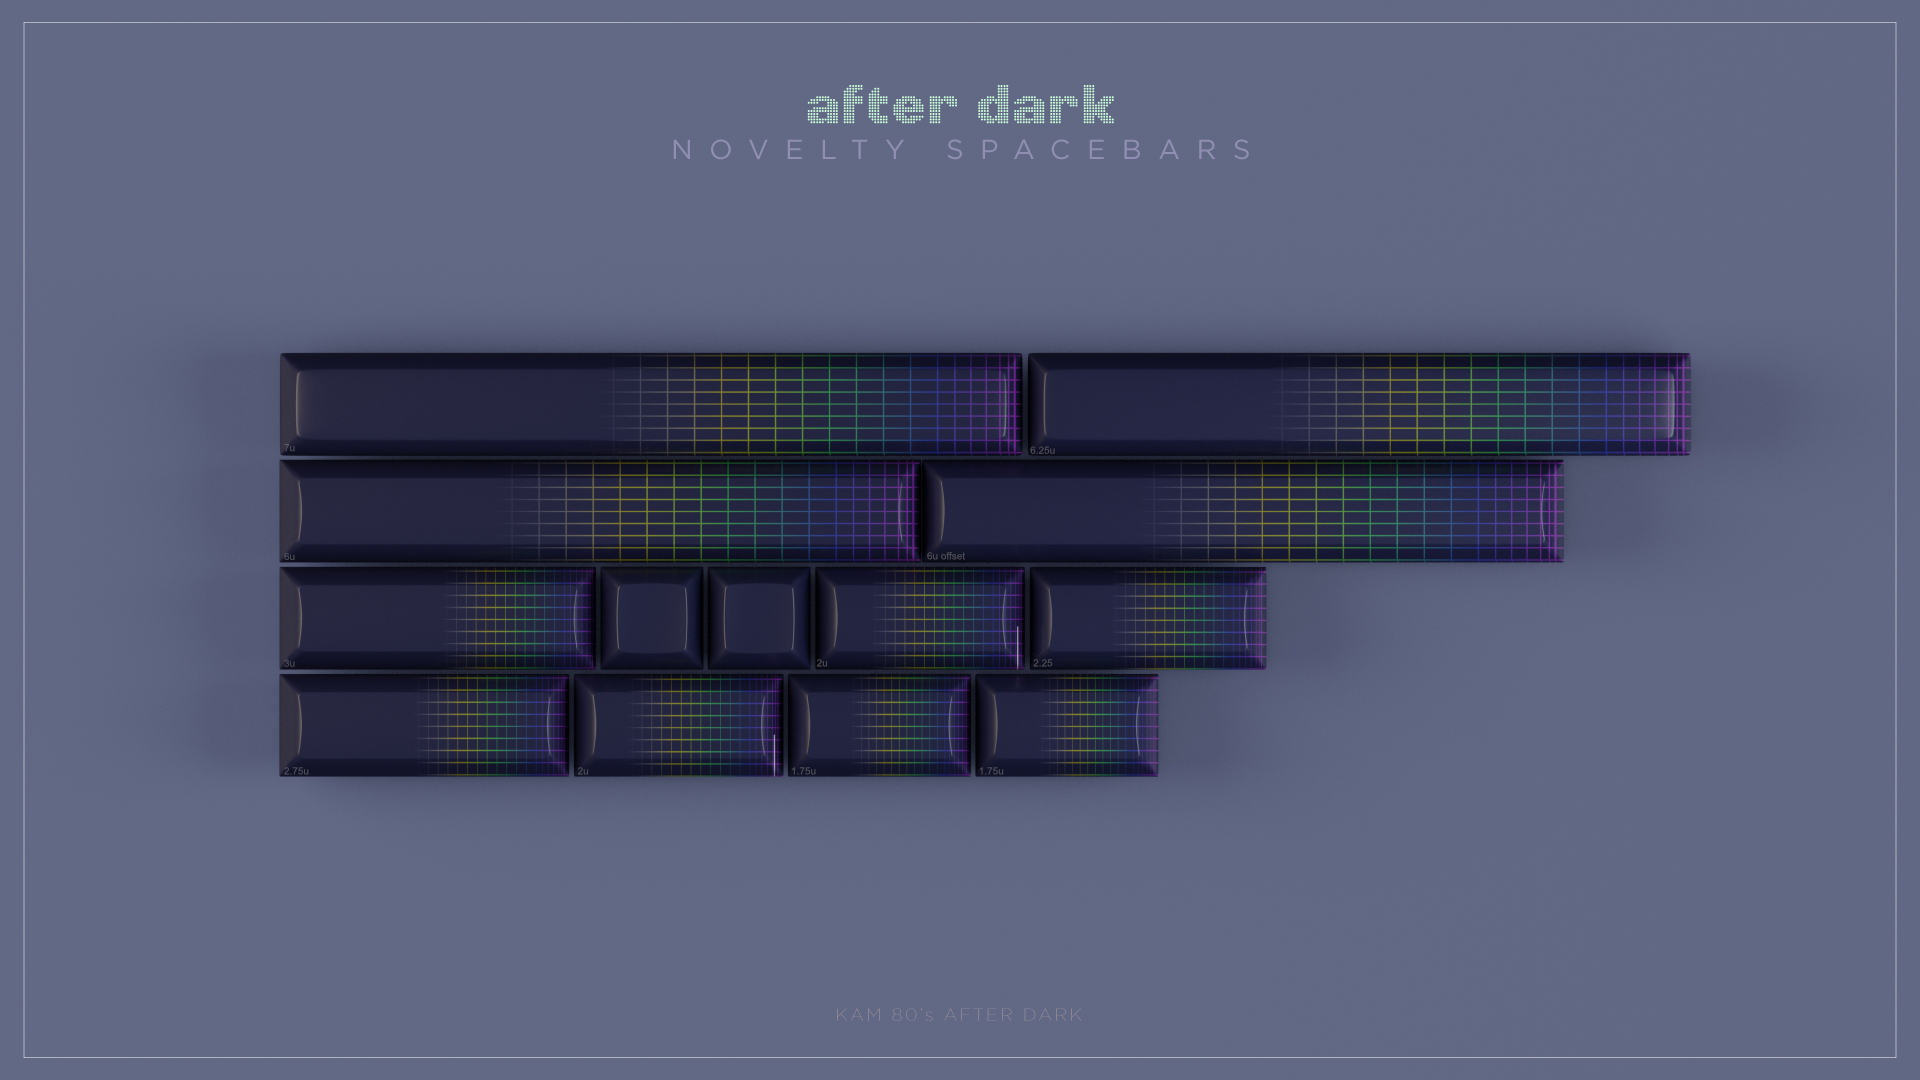 after dark
NOVELTY SPACEBARS
7u
6.25u
6u
6u offset
3u
2u
2.25
2.75u
2u
1.75u
1.75u
KAM 80's AFTER DARK